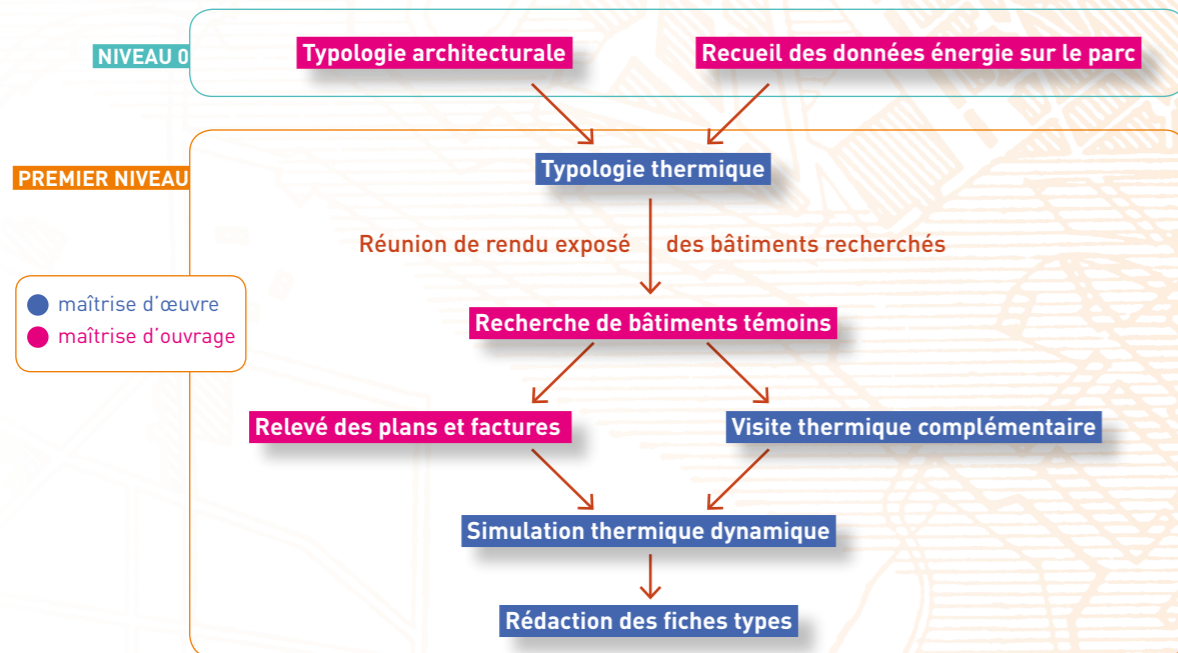 NIVEAU 0
Typologie architecturale
Recueil des données énergie sur le parc
PREMIER NIVEAU
Typologie thermique
Réunion de rendu exposé des bâtiments recherchés
maîtrise d'œuvre
maîtrise d'ouvrage
Recherche de bâtiments témoins
Relevé des plans et factures
Visite thermique complémentaire
Simulation thermique dynamique
Rédaction des fiches types